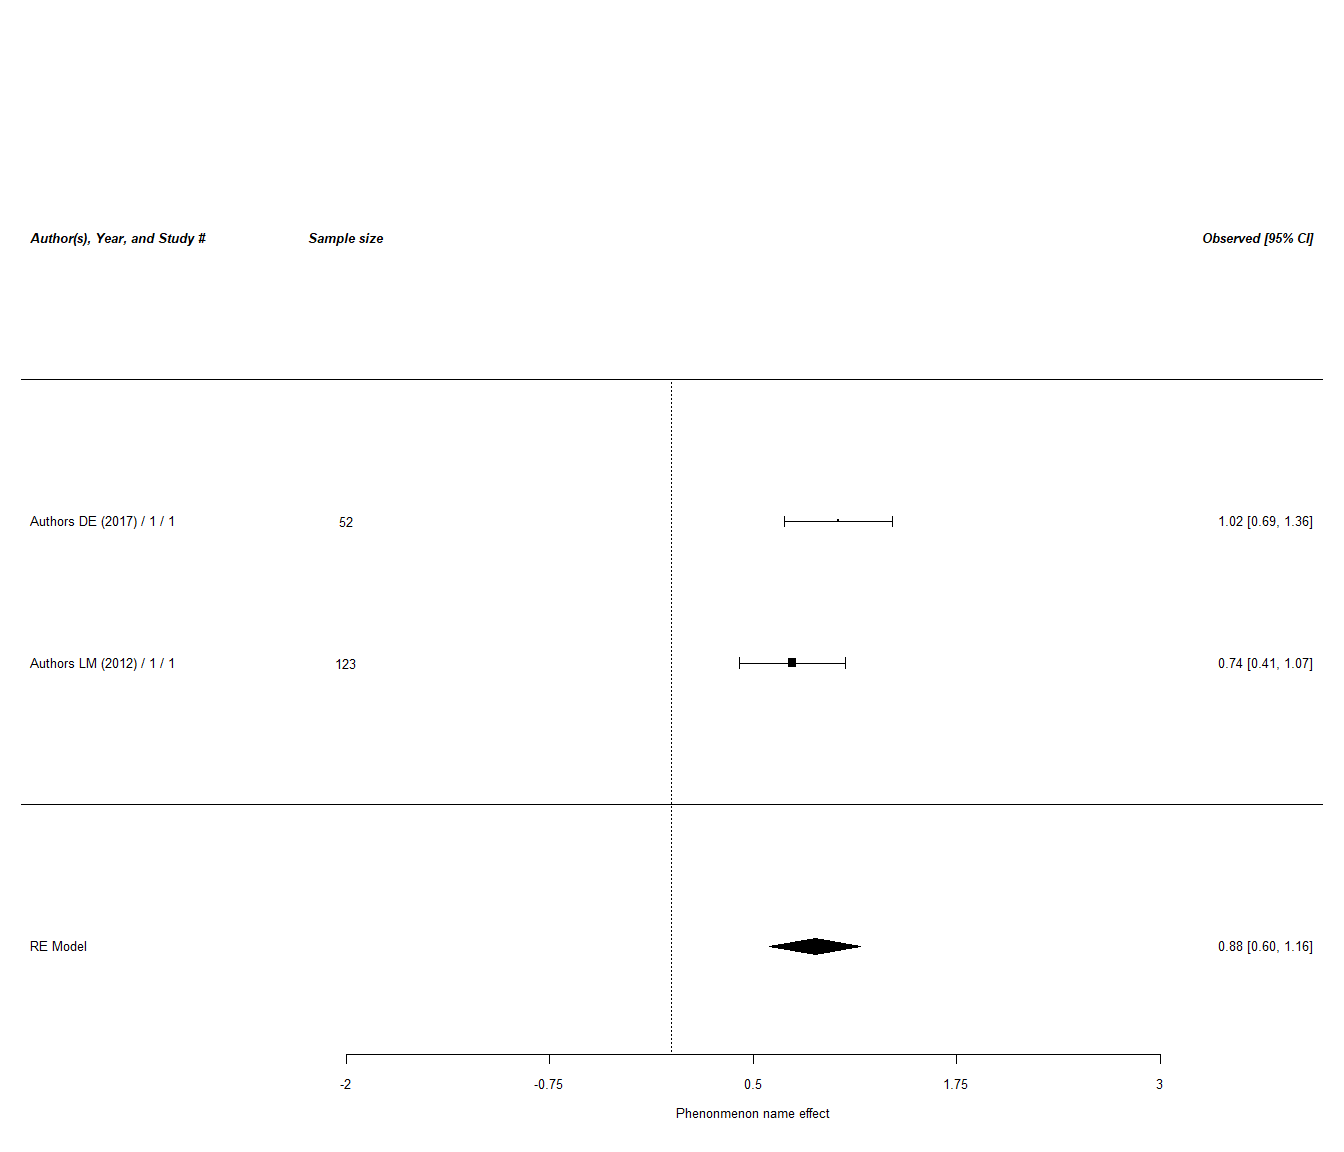 Author(s), Year, and Study # Sample size Observed [95% CI]
Authors DE (2017) / 1 / 1 52 1.02 [0.69, 1.36]
Authors LM (2012) / 1 / 1 123 0.74 [0.41, 1.07]
RE Model 0.88 [0.60, 1.16]
-2 -0.75 0.5 1.75 3
Phenonmenon name effect